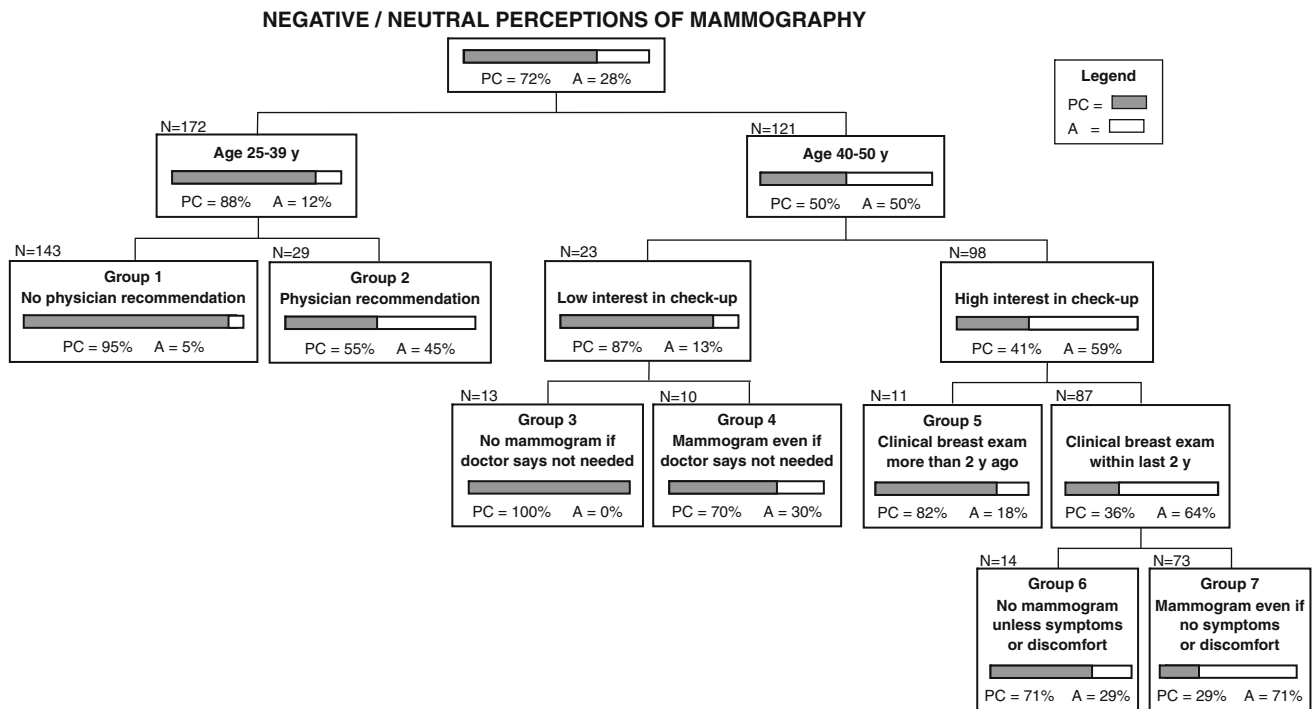 NEGATIVE / NEUTRAL PERCEPTIONS OF MAMMOGRAPHY
PC = 72% A = 28%
Legend
PC =
A =
N=172
Age 25-39 y
PC = 88% A = 12%
N=121
Age 40-50 y
PC = 50% A = 50%
N=143
Group 1
No physician recommendation
PC = 95% A = 5%
N=29
Group 2
Physician recommendation
PC = 55% A = 45%
N=23
Low interest in check-up
PC = 87% A = 13%
N=98
High interest in check-up
PC = 41% A = 59%
N=13
Group 3
No mammogram if
doctor says not needed
PC = 100% A = 0%
N=10
Group 4
Mammogram even if
doctor says not needed
PC = 70% A = 30%
N=11
Group 5
Clinical breast exam
more than 2 y ago
PC = 82% A = 18%
N=87
Clinical breast exam
within last 2 y
PC = 36% A = 64%
N=14
Group 6
No mammogram
unless symptoms
or discomfort
PC = 71% A = 29%
N=73
Group 7
Mammogram even if
no symptoms
or discomfort
PC = 29% A = 71%